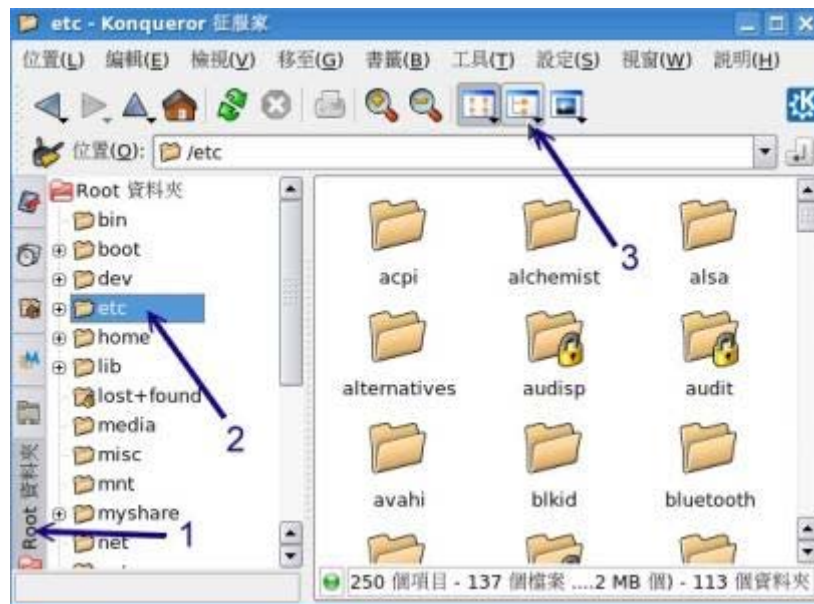 etc - Konqueror 征服家
位置(L) 編輯(E) 檢視(V) 移至(G) 書籤(B) 工具(T) 設定(S) 視窗(W) 說明(H)
位置(O): /etc
Root 資料夾
bin
boot
dev
etc
home
lib
lost+found
media
misc
mnt
myshare
net
Root 資料夾
1
2
3
acpi alchemist alsa
alternatives audisp audit
avahi blkid bluetooth
250 個項目 - 137 個檔案 ....2 MB 個) - 113 個資料夾